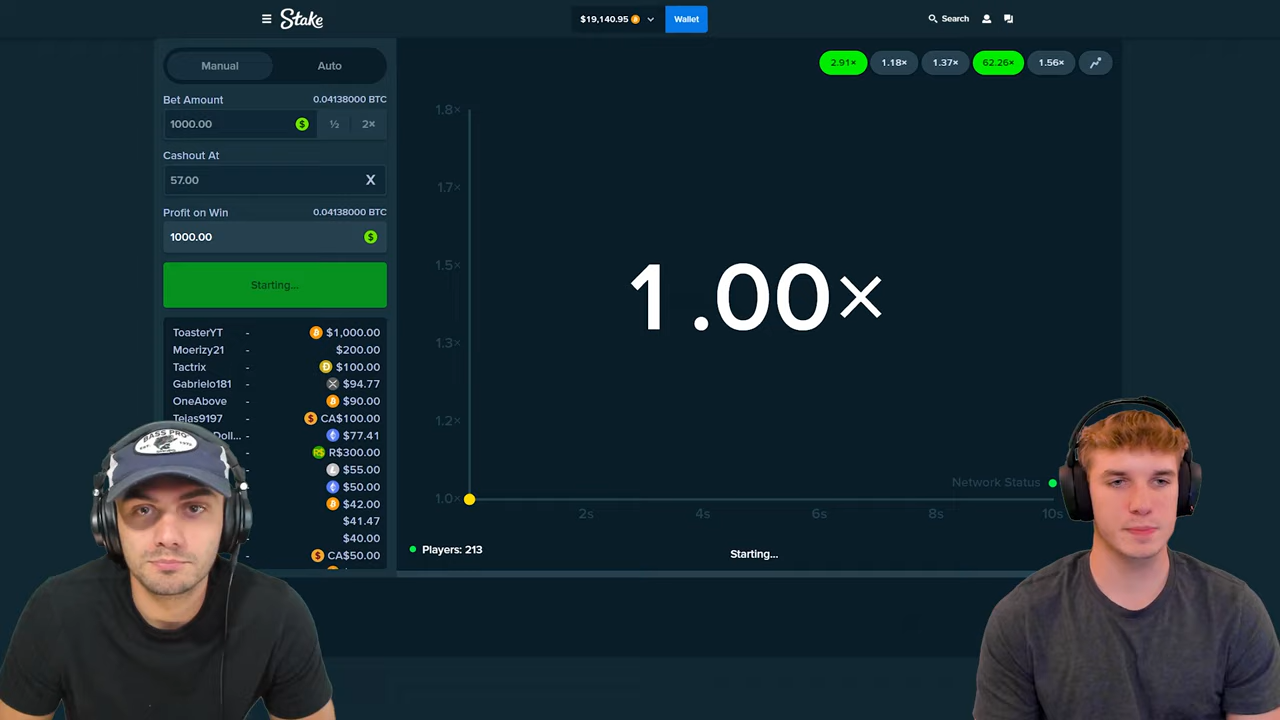 Stake
$19,140.95
Wallet
Search
Manual
Auto
2.91×
1.18×
1.37×
62.26×
1.56×
Bet Amount
0.04138000 BTC
1000.00
½
2×
Cashout At
57.00
X
Profit on Win
0.04138000 BTC
1000.00
Starting...
ToasterYT - $1,000.00
Moerizy21 - $200.00
Tactrix - $100.00
Gabrielo181 - $94.77
OneAbove - $90.00
Tejas9197 - CA$100.00
Doll... - $77.41
R$ R$300.00
$55.00
$50.00
$42.00
$41.47
$40.00
CA$50.00
1.8×
1.7×
1.5×
1.3×
1.2×
1.0×
1.00×
Network Status
2s
4s
6s
8s
10s
Players: 213
Starting...
BASS PRO